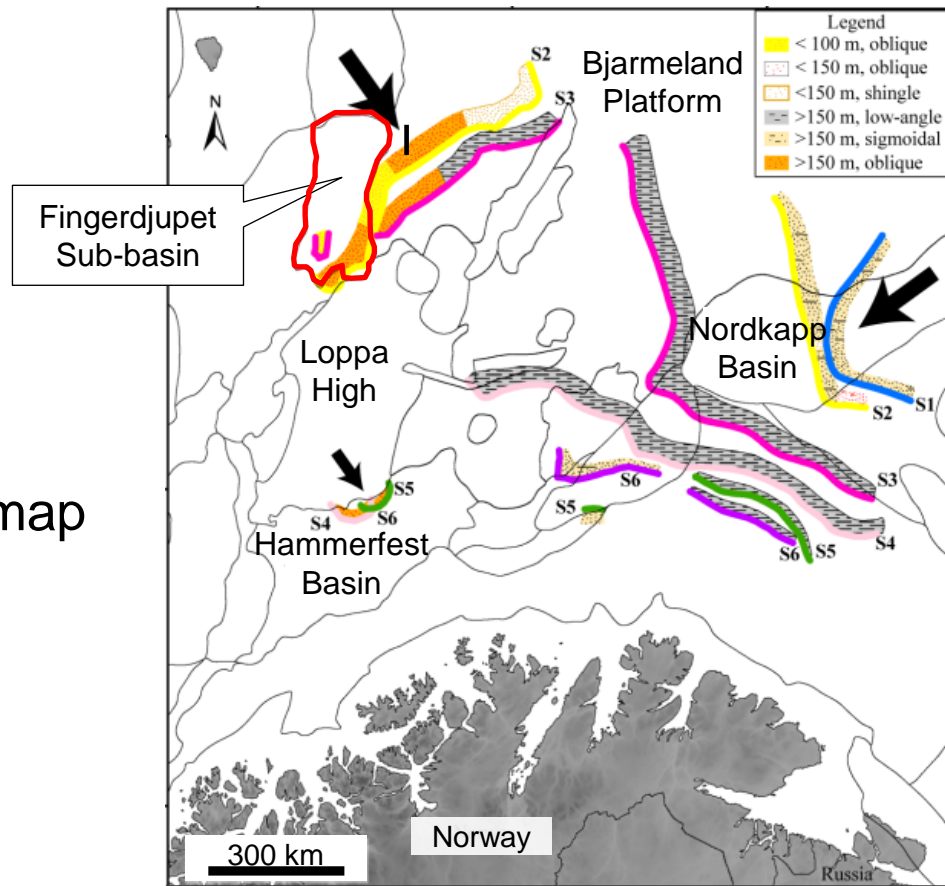 Legend
< 100 m, oblique
< 150 m, oblique
<150 m, shingle
>150 m, low-angle
>150 m, sigmoidal
>150 m, oblique
N
S2
S3
Bjarmeland
Platform
Fingerdjupet
Sub-basin
Loppa
High
Nordkapp
Basin
S2
S1
S3
S4
S5
S6
S6
S5
S5
S4
S6
map
Hammerfest
Basin
Norway
300 km
Russia